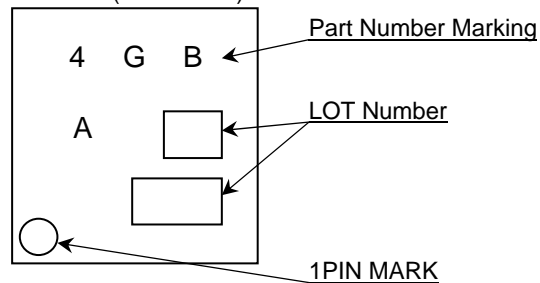 4 G B
Part Number Marking
A
LOT Number
1PIN MARK